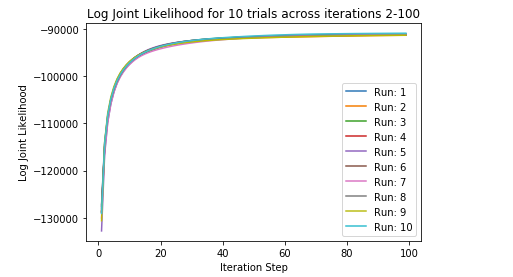 Log Joint Likelihood for 10 trials across iterations 2-100
Log Joint Likelihood
−90000
−100000
−110000
−120000
−130000
Run: 1
Run: 2
Run: 3
Run: 4
Run: 5
Run: 6
Run: 7
Run: 8
Run: 9
Run: 10
0 20 40 60 80 100
Iteration Step